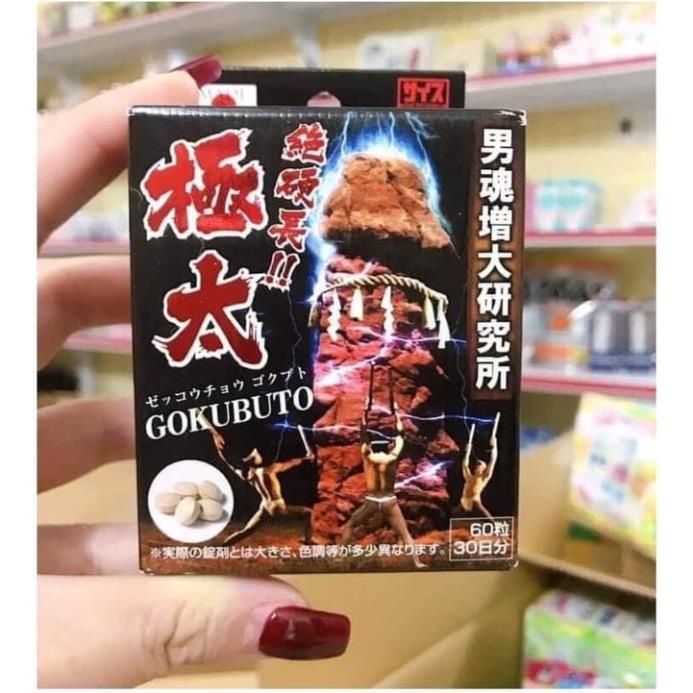 MADE
サイズ
男魂増大研究所
絶硬長!!
極太
ゼッコウチョウ ゴクブト
GOKUBUTO
60粒
30日分
※実際の錠剤とは大きさ、色調等が多少異なります。